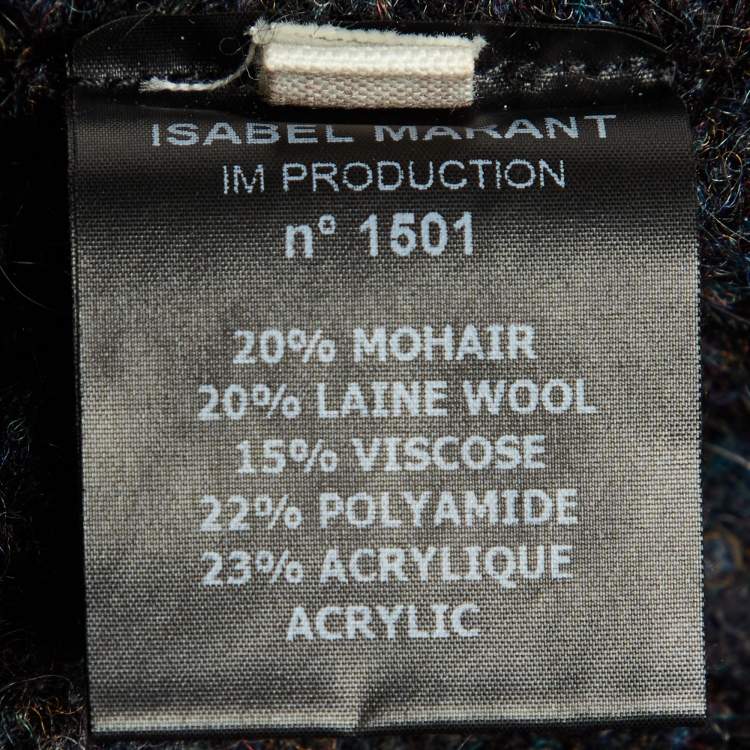 ISABEL MARANT
IM PRODUCTION
n° 1501
20% MOHAIR
20% LAINE WOOL
15% VISCOSE
22% POLYAMIDE
23% ACRYLIQUE
ACRYLIC